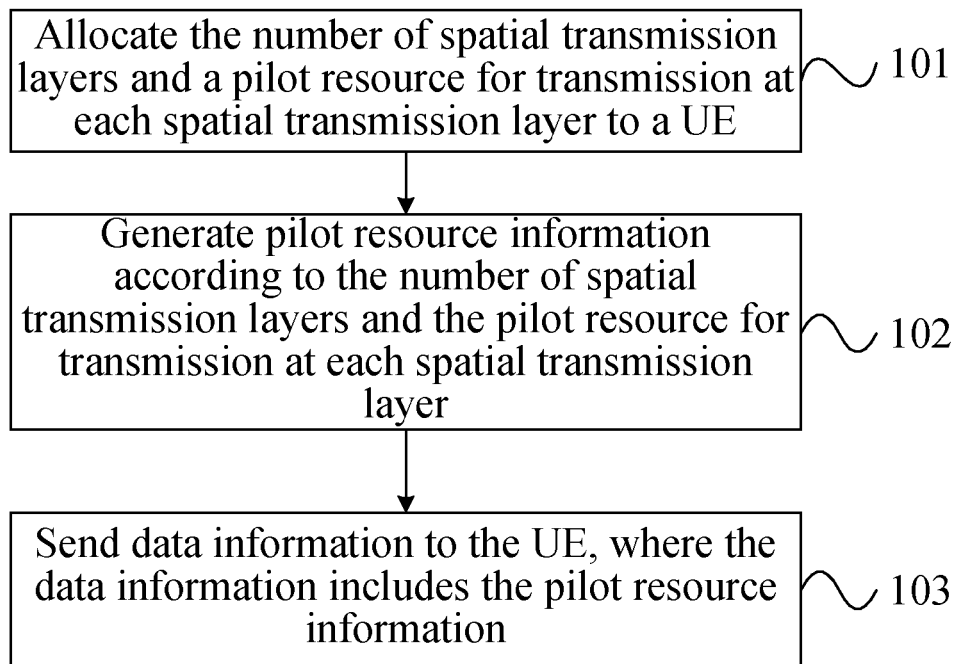 Allocate the number of spatial transmission
layers and a pilot resource for transmission at
each spatial transmission layer to a UE
101
Generate pilot resource information
according to the number of spatial
transmission layers and the pilot resource for
transmission at each spatial transmission
layer
102
Send data information to the UE, where the
data information includes the pilot resource
information
103